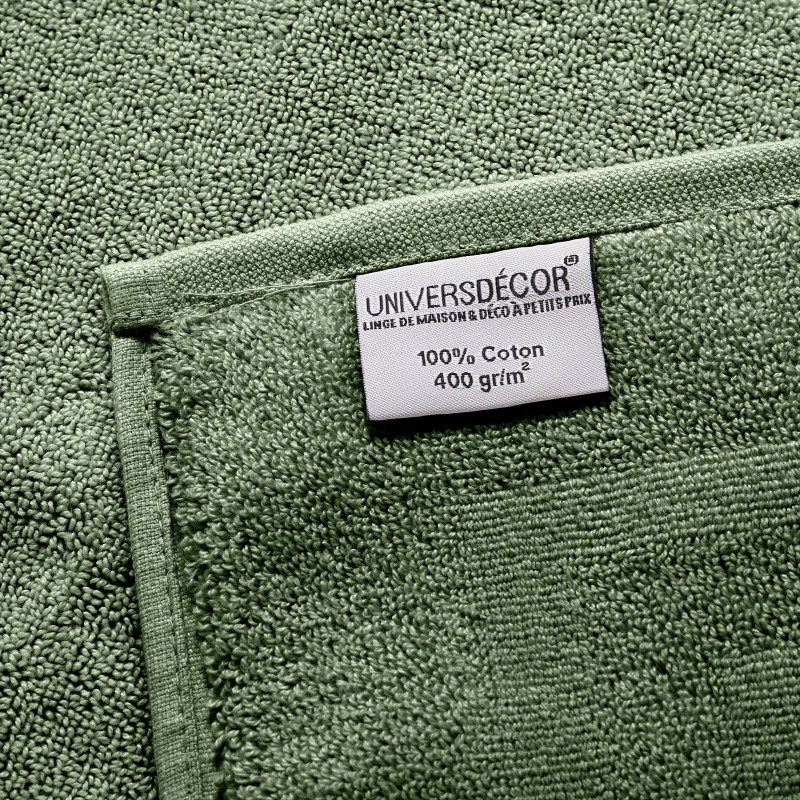 UNIVERSDÉCOR®
LINGE DE MAISON & DÉCO À PETITS PRIX
100% Coton
400 gr/m²